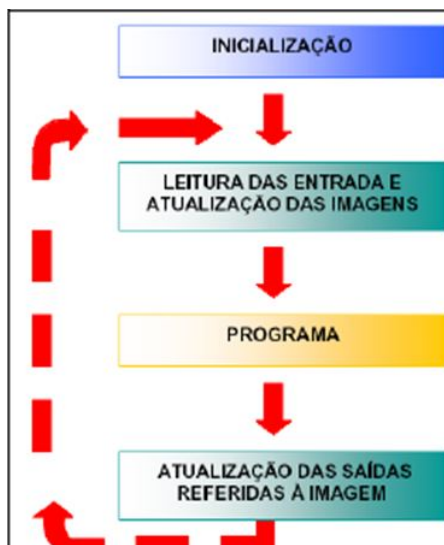 INICIALIZAÇÃO
LEITURA DAS ENTRADA E
ATUALIZAÇÃO DAS IMAGENS
PROGRAMA
ATUALIZAÇÃO DAS SAÍDAS
REFERIDAS À IMAGEM